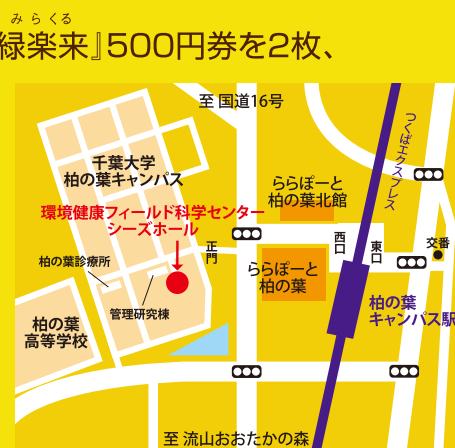 みらくる
緑楽来』500円券を2枚、
至 国道16号
つくばエクスプレス
千葉大学
柏の葉キャンパス
ららぽーと
柏の葉北館
環境健康フィールド科学センター
シーズホール
正門
西口
東口
交番
柏の葉診療所
ららぽーと
柏の葉
管理研究棟
柏の葉
キャンパス駅
柏の葉
高等学校
至 流山おおたかの森